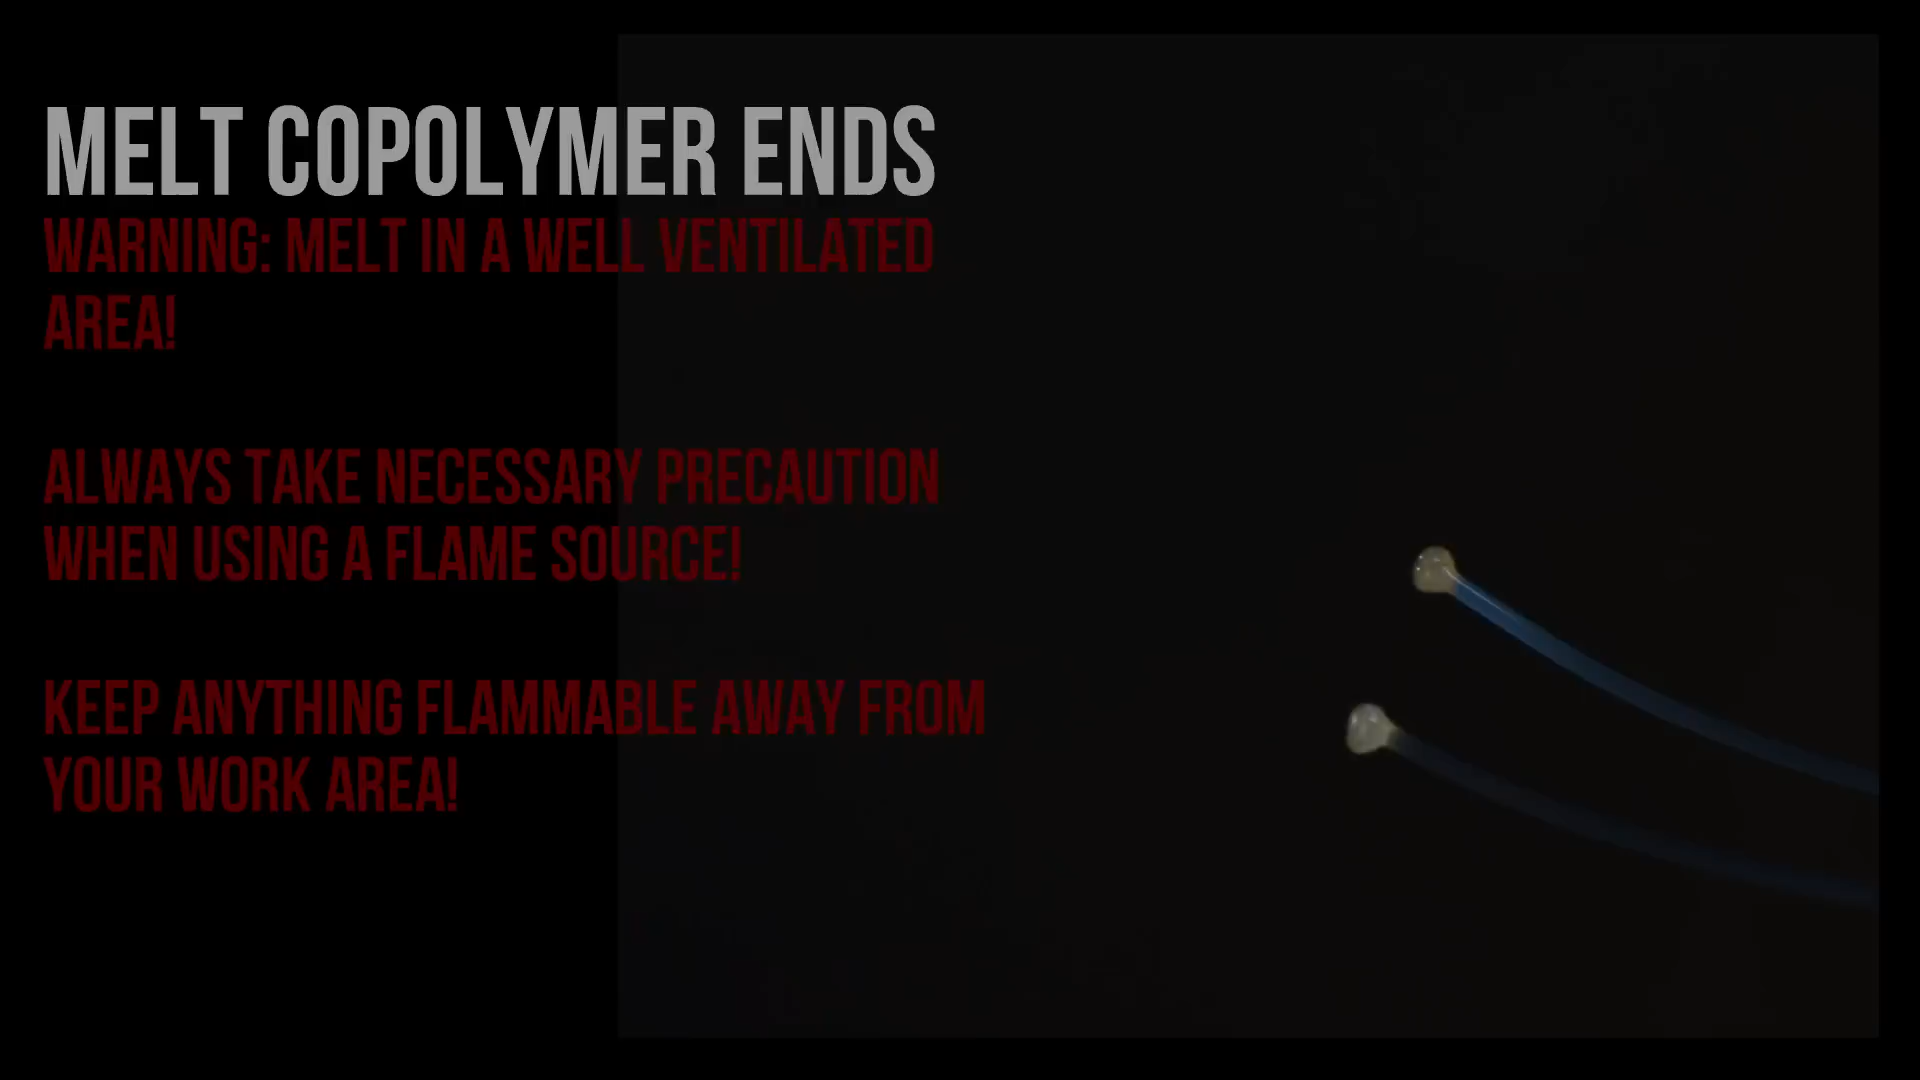 MELT COPOLYMER ENDS
WARNING: MELT IN A WELL VENTILATED
AREA!
ALWAYS TAKE NECESSARY PRECAUTION
WHEN USING A FLAME SOURCE!
KEEP ANYTHING FLAMMABLE AWAY FROM
YOUR WORK AREA!